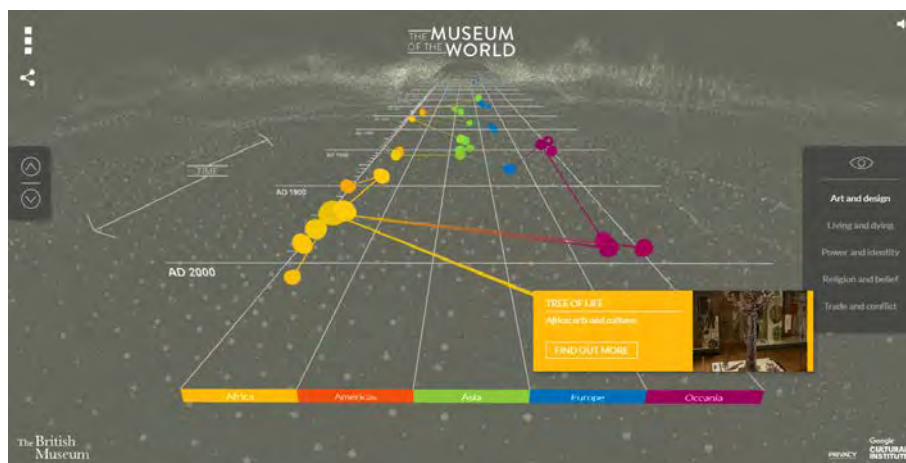 THE MUSEUM
OF THE WORLD
TIME
AD 1900
AD 2000
Art and design
Living and dying
Power and identity
Religion and belief
Trade and conflict
TREE OF LIFE
African arts and cultures
FIND OUT MORE
Africa
Americas
Asia
Europe
Oceania
The British
Museum
PRIVACY
Google
CULTURAL
INSTITUTE